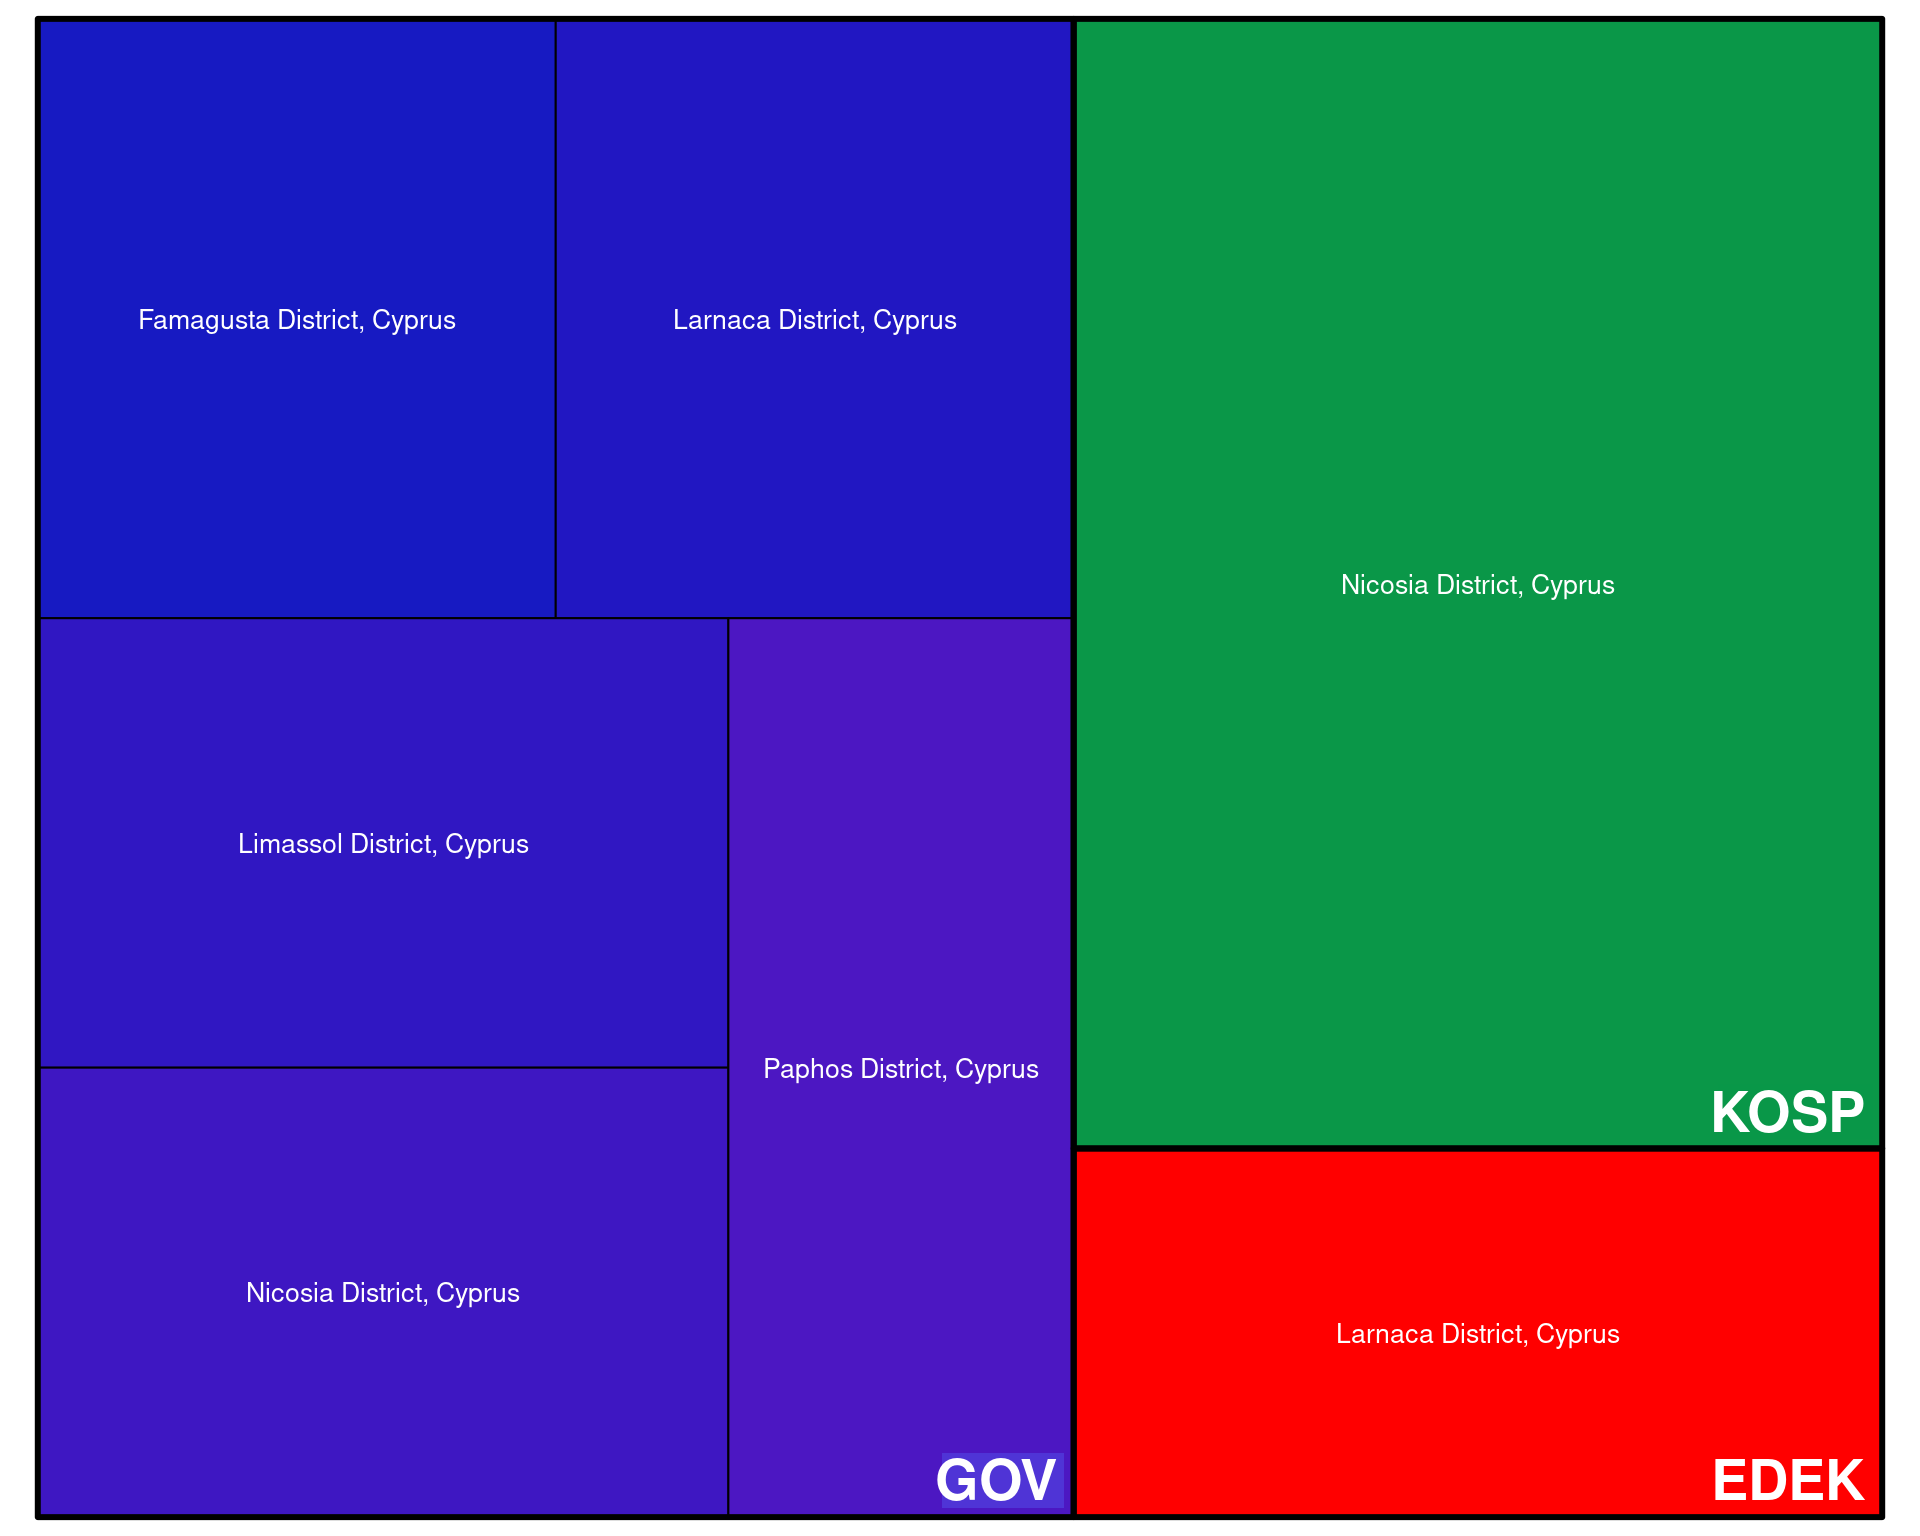 Famagusta District, Cyprus
Larnaca District, Cyprus
Limassol District, Cyprus
Nicosia District, Cyprus
Paphos District, Cyprus
GOV
Nicosia District, Cyprus
KOSP
Larnaca District, Cyprus
EDEK